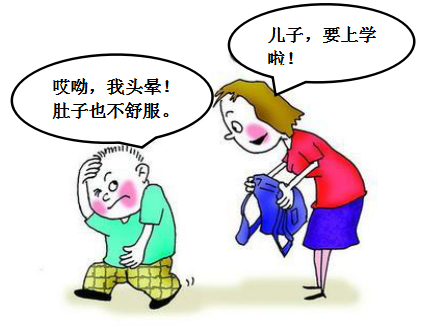 儿子，要上学
啦！
哎呦，我头晕！
肚子也不舒服。